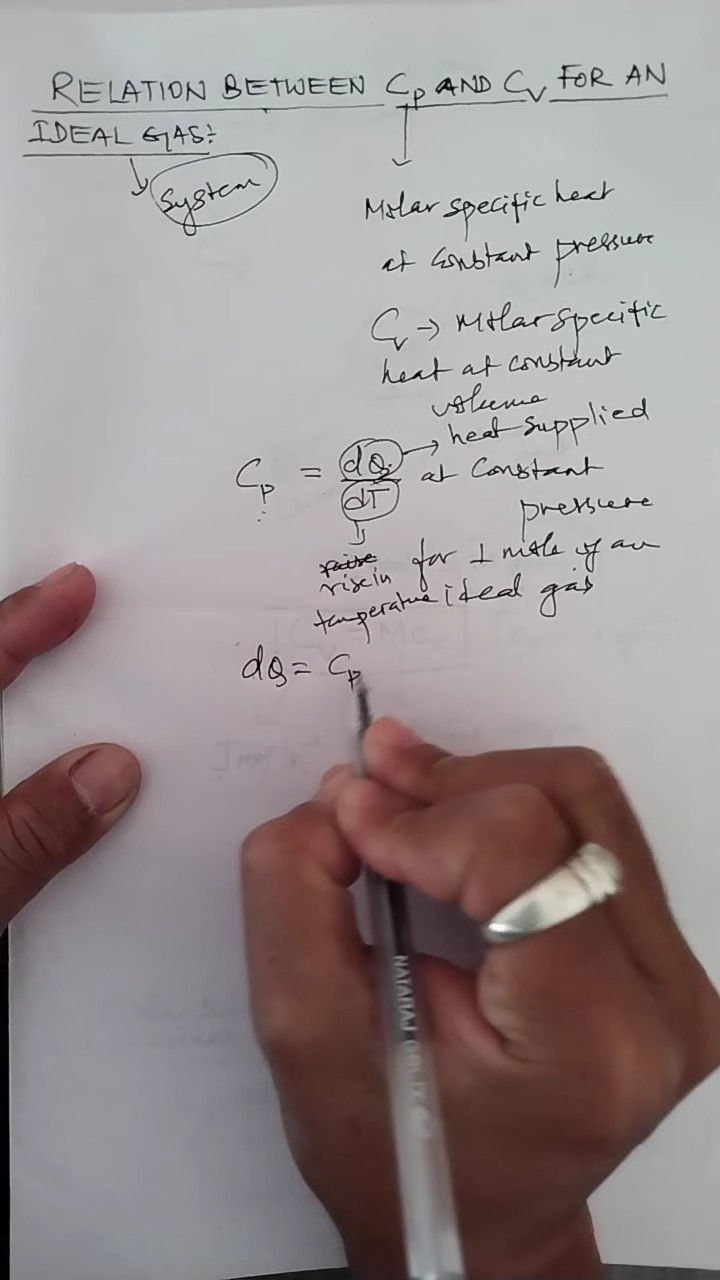 RELATION BETWEEN Cp AND Cv FOR AN
IDEAL GAS:
System
Molar specific heat
at constant pressure
Cv → Molar specific
heat at constant
volume
heat supplied
Cp = dQ/dT at constant
pressure
for 1 mole of an
rise in
temperature ideal gas
dQ = Cp
NATARAJ